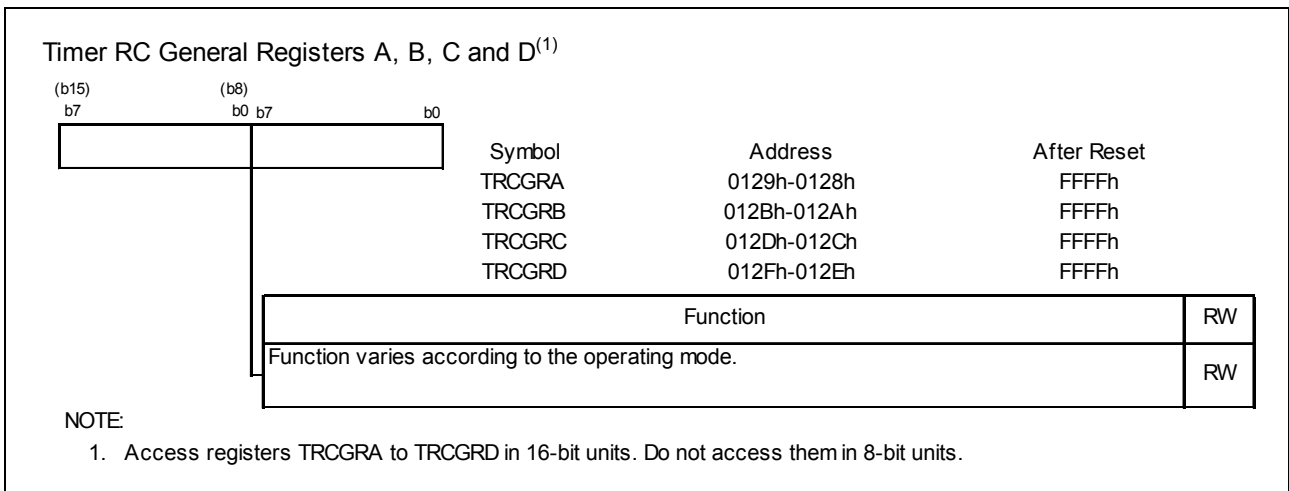 Timer RC General Registers A, B, C and D(1)
(b15) (b8)
b7 b0 b7 b0
Symbol Address After Reset
TRCGRA 0129h-0128h FFFFh
TRCGRB 012Bh-012Ah FFFFh
TRCGRC 012Dh-012Ch FFFFh
TRCGRD 012Fh-012Eh FFFFh
Function RW
Function varies according to the operating mode. RW
NOTE:
1. Access registers TRCGRA to TRCGRD in 16-bit units. Do not access them in 8-bit units.